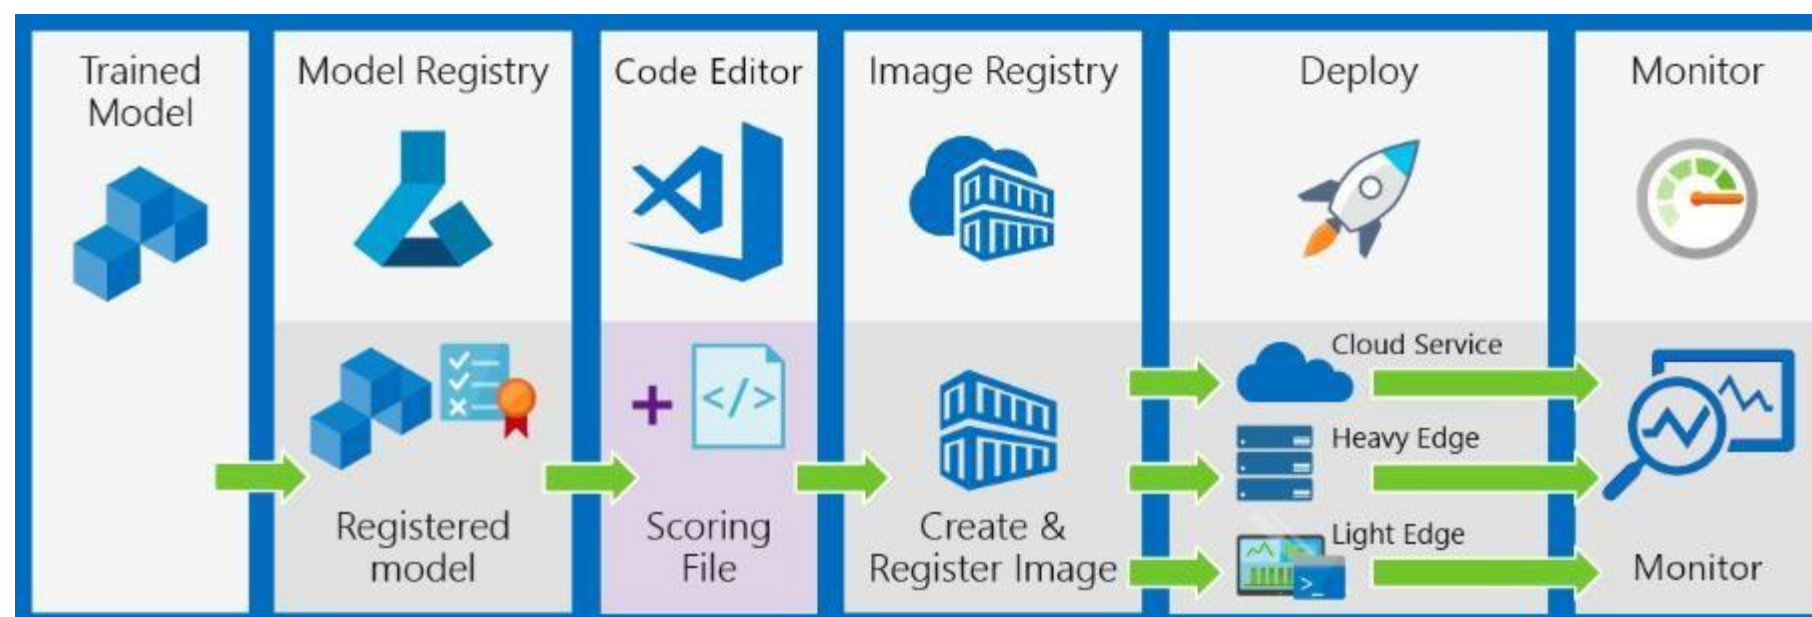 Trained
Model
Model Registry
Code Editor
Image Registry
Deploy
Monitor
Registered
model
+
</>
Scoring
File
Create &
Register Image
Cloud Service
Heavy Edge
Light Edge
>_
Monitor